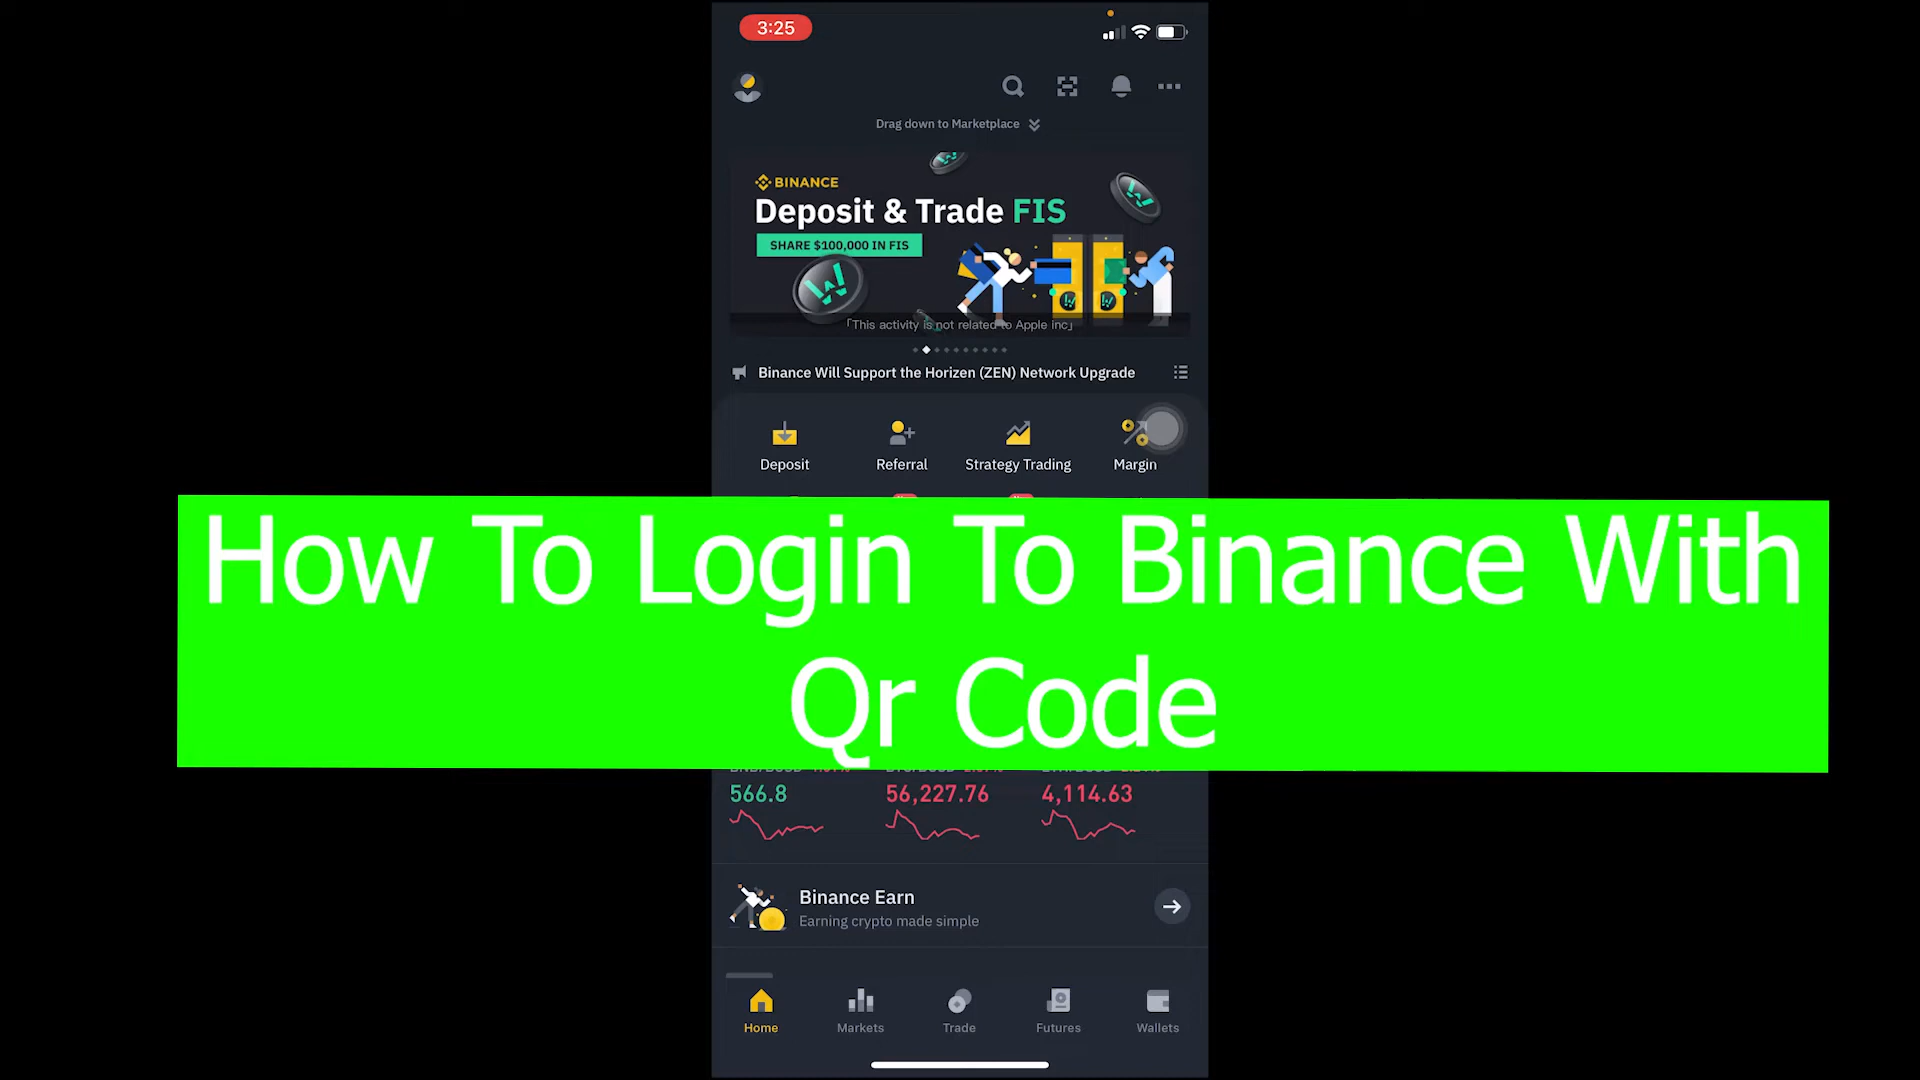 3:25
Drag down to Marketplace
BINANCE
Deposit & Trade FIS
SHARE $100,000 IN FIS
「This activity is not related to Apple inc」
Binance Will Support the Horizen (ZEN) Network Upgrade
Deposit Referral Strategy Trading Margin
How To Login To Binance With
Qr Code
566.8 56,227.76 4,114.63
Binance Earn
Earning crypto made simple
Home Markets Trade Futures Wallets